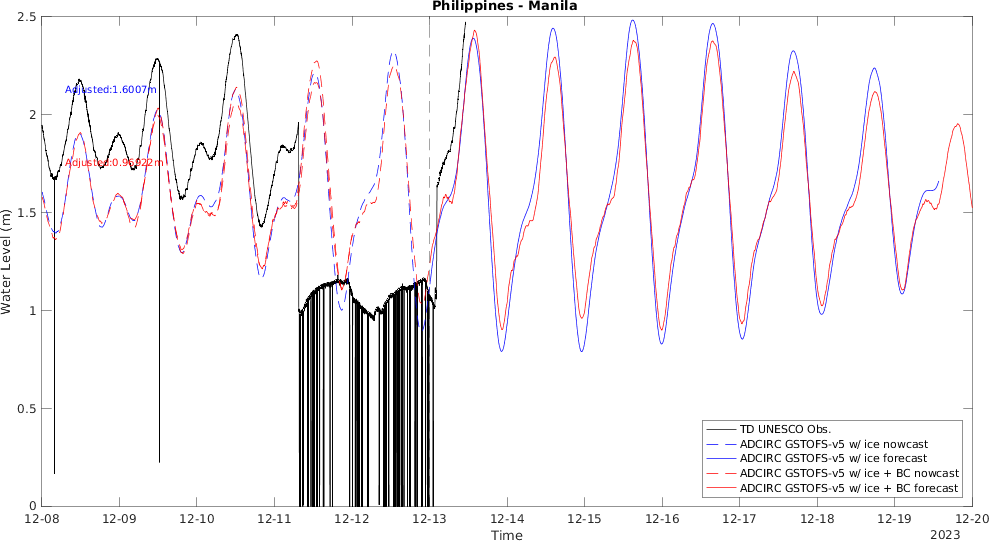 Philippines - Manila
2.5
2
1.5
1
0.5
0
Water Level (m)
Adjusted:1.6007m
Adjusted:0.96922m
TD UNESCO Obs.
ADCIRC GSTOFS-v5 w/ ice nowcast
ADCIRC GSTOFS-v5 w/ ice forecast
ADCIRC GSTOFS-v5 w/ ice + BC nowcast
ADCIRC GSTOFS-v5 w/ ice + BC forecast
12-08 12-09 12-10 12-11 12-12 12-13 12-14 12-15 12-16 12-17 12-18 12-19 12-20
Time
2023